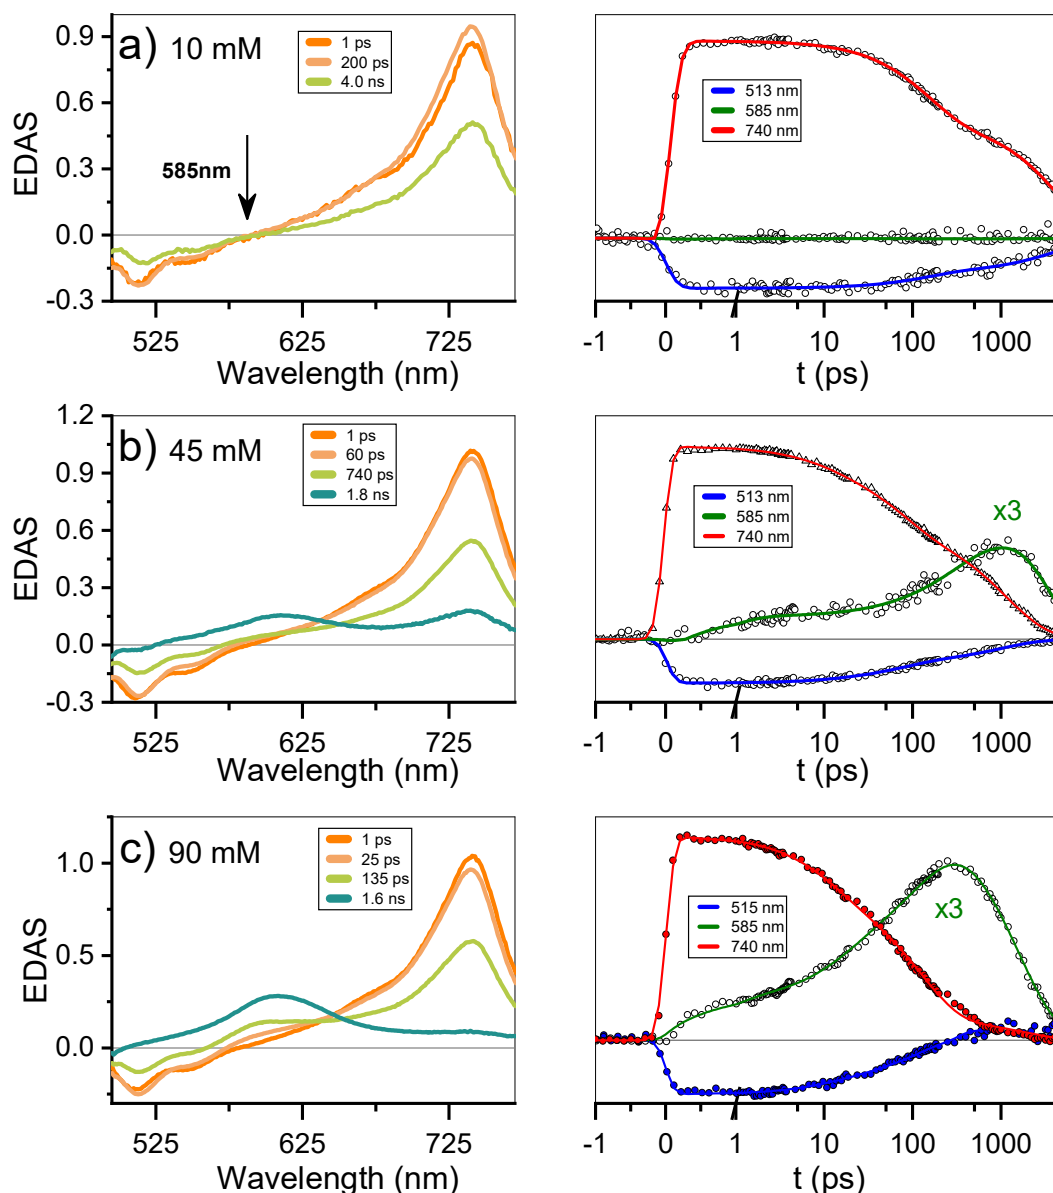 a) 10 mM
1 ps
200 ps
4.0 ns
585nm
EDAS
0.9
0.6
0.3
0.0
-0.3
525
625
725
Wavelength (nm)
513 nm
585 nm
740 nm
-1
0
1
10
100
1000
t (ps)
b) 45 mM
1 ps
60 ps
740 ps
1.8 ns
EDAS
1.2
0.9
0.6
0.3
0.0
-0.3
525
625
725
Wavelength (nm)
513 nm
585 nm
740 nm
x3
-1
0
1
10
100
1000
t (ps)
c) 90 mM
1 ps
25 ps
135 ps
1.6 ns
EDAS
1.0
0.5
0.0
525
625
725
Wavelength (nm)
515 nm
585 nm
740 nm
x3
-1
0
1
10
100
1000
t (ps)